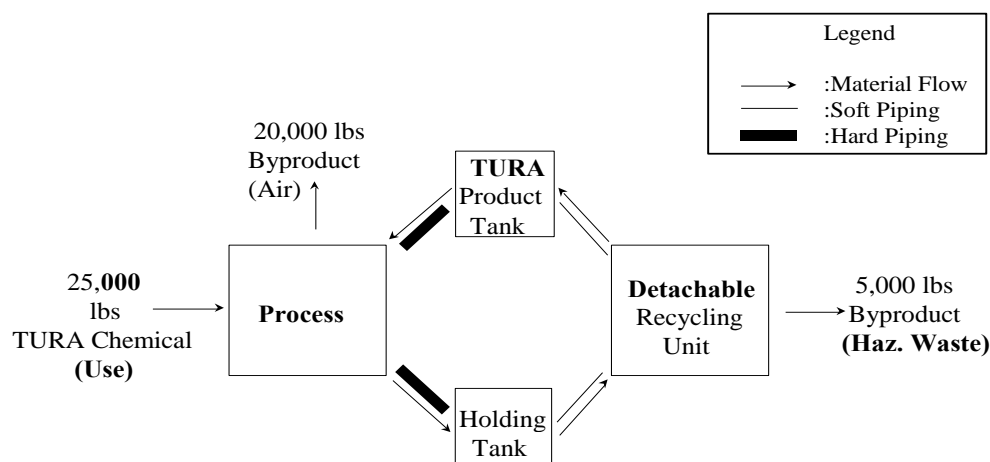 Legend
:Material Flow
:Soft Piping
:Hard Piping
20,000 lbs
Byproduct
(Air)
TURA
Product
Tank
25,000
lbs
TURA Chemical
(Use)
Process
Detachable
Recycling
Unit
5,000 lbs
Byproduct
(Haz. Waste)
Holding
Tank